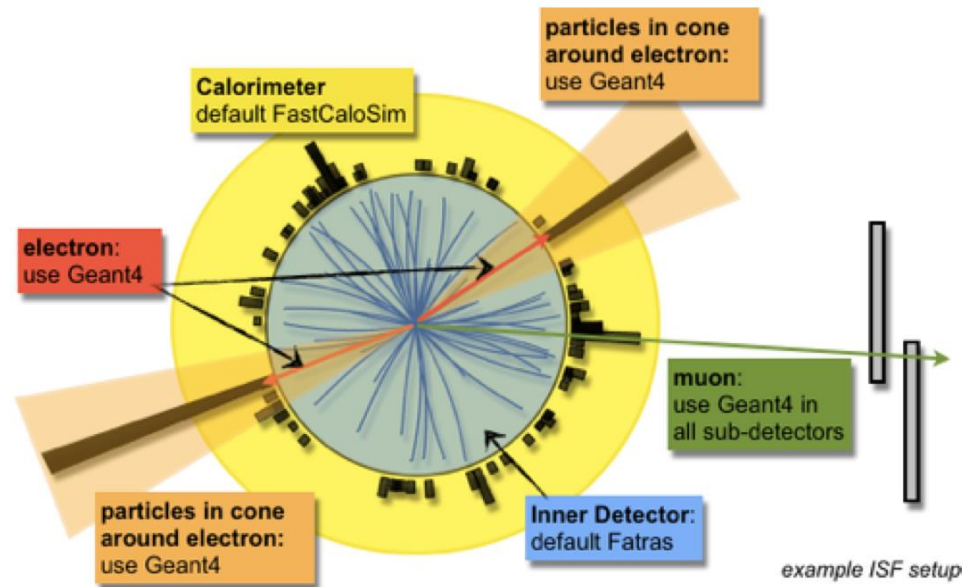 particles in cone
around electron:
use Geant4
Calorimeter
default FastCaloSim
electron:
use Geant4
muon:
use Geant4 in
all sub-detectors
particles in cone
around electron:
use Geant4
Inner Detector:
default Fatras
example ISF setup